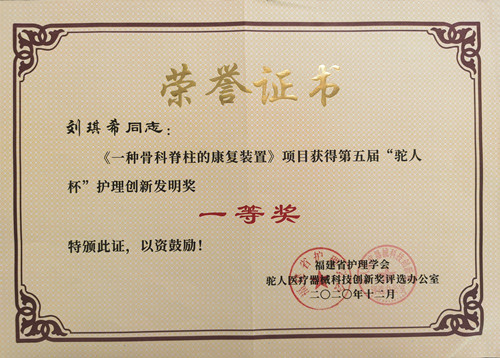 荣誉证书
刘琪希同志：
《一种骨科脊柱的康复装置》项目获得第五届“驼人
杯”护理创新发明奖
一等奖
特颁此证，以资鼓励！
福建省护理学会
驼人医疗器械科技创新奖评选办公室
二〇二〇年十二月